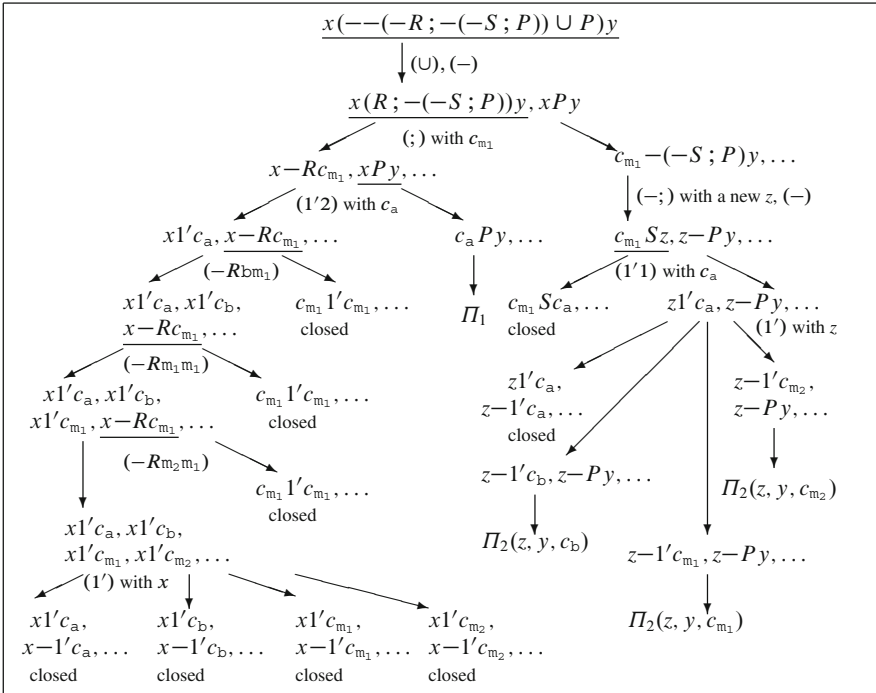 x(−−(−R ; −(−S ; P)) ∪ P)y
(∪), (−)
x(R ; −(−S ; P))y, xPy
(;) with c_{m_1}
x−Rc_{m_1}, xPy, . . .
c_{m_1}−(−S ; P)y, . . .
(1′2) with c_a
(−;) with a new z, (−)
x1′c_a, x−Rc_{m_1}, . . .
c_aPy, . . .
c_{m_1}Sz, z−Py, . . .
(−Rbm_1)
(1′1) with c_a
x1′c_a, x1′c_b,
x−Rc_{m_1}, . . .
c_{m_1}1′c_{m_1}, . . .
closed
Π_1
c_{m_1}Sc_a, . . .
closed
z1′c_a, z−Py, . . .
(1′) with z
(−Rm_1m_1)
x1′c_a, x1′c_b,
x1′c_{m_1}, x−Rc_{m_1}, . . .
c_{m_1}1′c_{m_1}, . . .
closed
z1′c_a,
z−1′c_a, . . .
closed
z−1′c_{m_2},
z−Py, . . .
(−Rm_2m_1)
c_{m_1}1′c_{m_1}, . . .
closed
z−1′c_b, z−Py, . . .
Π_2(z, y, c_{m_2})
x1′c_a, x1′c_b,
x1′c_{m_1}, x1′c_{m_2}, . . .
Π_2(z, y, c_b)
z−1′c_{m_1}, z−Py, . . .
(1′) with x
x1′c_a,
x−1′c_a, . . .
closed
x1′c_b,
x−1′c_b, . . .
closed
x1′c_{m_1},
x−1′c_{m_1}, . . .
closed
x1′c_{m_2},
x−1′c_{m_2}, . . .
closed
Π_2(z, y, c_{m_1})